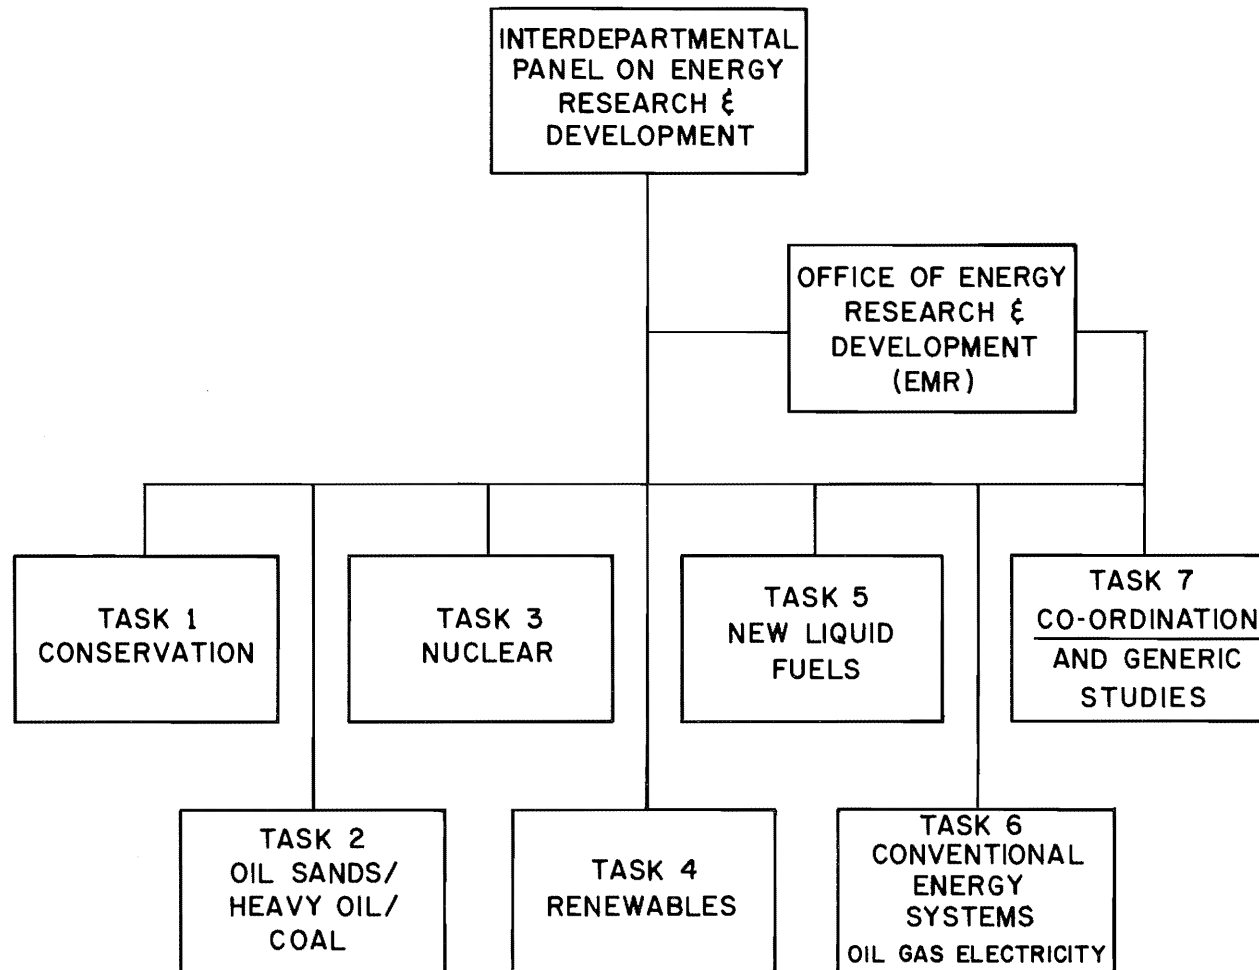 INTERDEPARTMENTAL
PANEL ON ENERGY
RESEARCH &
DEVELOPMENT
OFFICE OF ENERGY
RESEARCH &
DEVELOPMENT
(EMR)
TASK 1
CONSERVATION
TASK 3
NUCLEAR
TASK 5
NEW LIQUID
FUELS
TASK 7
CO-ORDINATION
AND GENERIC
STUDIES
TASK 2
OIL SANDS/
HEAVY OIL/
COAL
TASK 4
RENEWABLES
TASK 6
CONVENTIONAL
ENERGY
SYSTEMS
OIL GAS ELECTRICITY